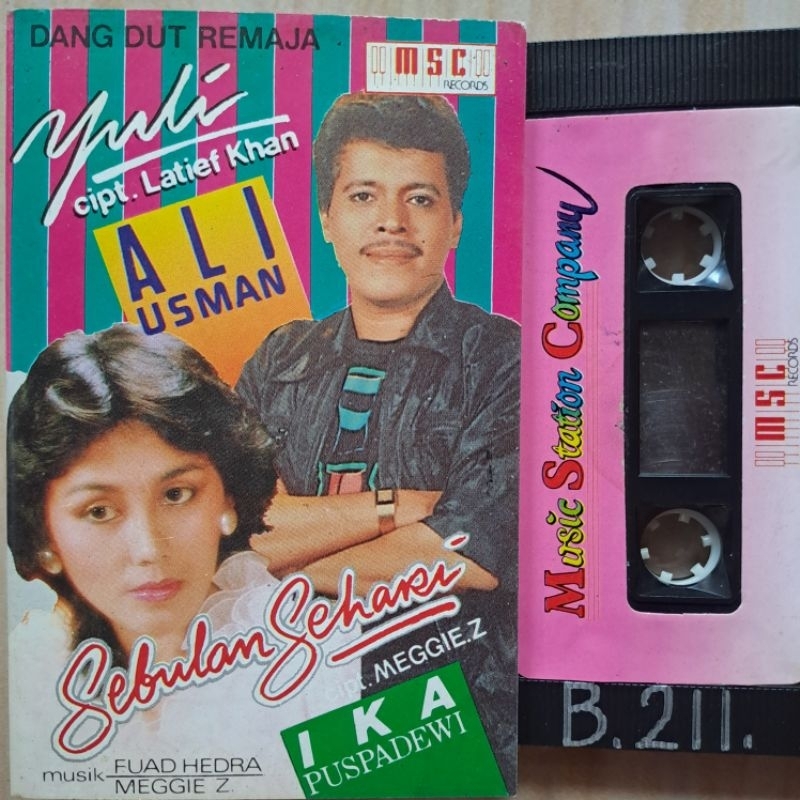 DANG DUT REMAJA
MSC
RECORDS
Yuli
cipt. Latief Khan
ALI
USMAN
Sebulan Sehari
cipt. MEGGIE.Z
IKA
PUSPADEWI
musik FUAD HEDRA
MEGGIE Z.
Music Station Company
MSC
RECORDS
B.211.